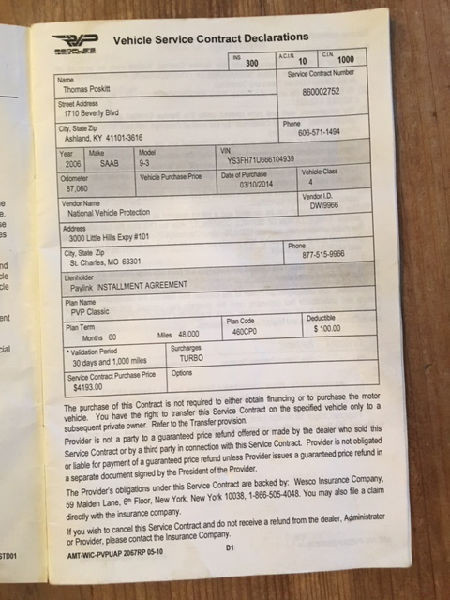 Vehicle Service Contract Declarations
INS 300
A.C.I.N. 10
C.I.N. 1000
Name
Thomas Poskitt
Service Contract Number
860002752
Street Address
1710 Beverly Blvd
City, State Zip
Ashland, KY 41101-3616
Phone
606-571-1494
Year Make Model VIN
2006 SAAB 9-3
Odometer Vehicle Purchase Price Date of Purchase Vehicle Class
57,060 03/10/2014 4
Vendor Name
National Vehicle Protection
Vendor I.D.
DWI9966
Address
3000 Little Hills Expy #101
City, State Zip
St. Charles, MO 63301
Phone
877-515-9966
Lienholder
Paylink INSTALLMENT AGREEMENT
Plan Name
PVP Classic
Plan Term Plan Code Deductible
Months 60 Miles 48,000 460CP0 $ 100.00
* Validation Period Surcharges
30 days and 1,000 miles TURBO
Service Contract Purchase Price Options
$4193.00
The purchase of this Contract is not required to either obtain financing or to purchase the motor
vehicle. You have the right to transfer this Service Contract on the specified vehicle only to a
subsequent private owner. Refer to the Transfer provision.
Provider is not a party to a guaranteed price refund offered or made by the dealer who sold this
Service Contract or by a third party in connection with this Service Contract. Provider is not obligated
or liable for payment of a guaranteed price refund unless Provider issues a guaranteed price refund in
a separate document signed by the President of the Provider.
The Provider's obligations under this Service Contract are backed by: Wesco Insurance Company,
59 Maiden Lane, 6th Floor, New York, New York 10038, 1-866-505-4048. You may also file a claim
directly with the insurance company.
If you wish to cancel this Service Contract and do not receive a refund from the dealer, Administrator
or Provider, please contact the Insurance Company.
AMT-WIC-PVPUAP 2067RP 05-10
D1